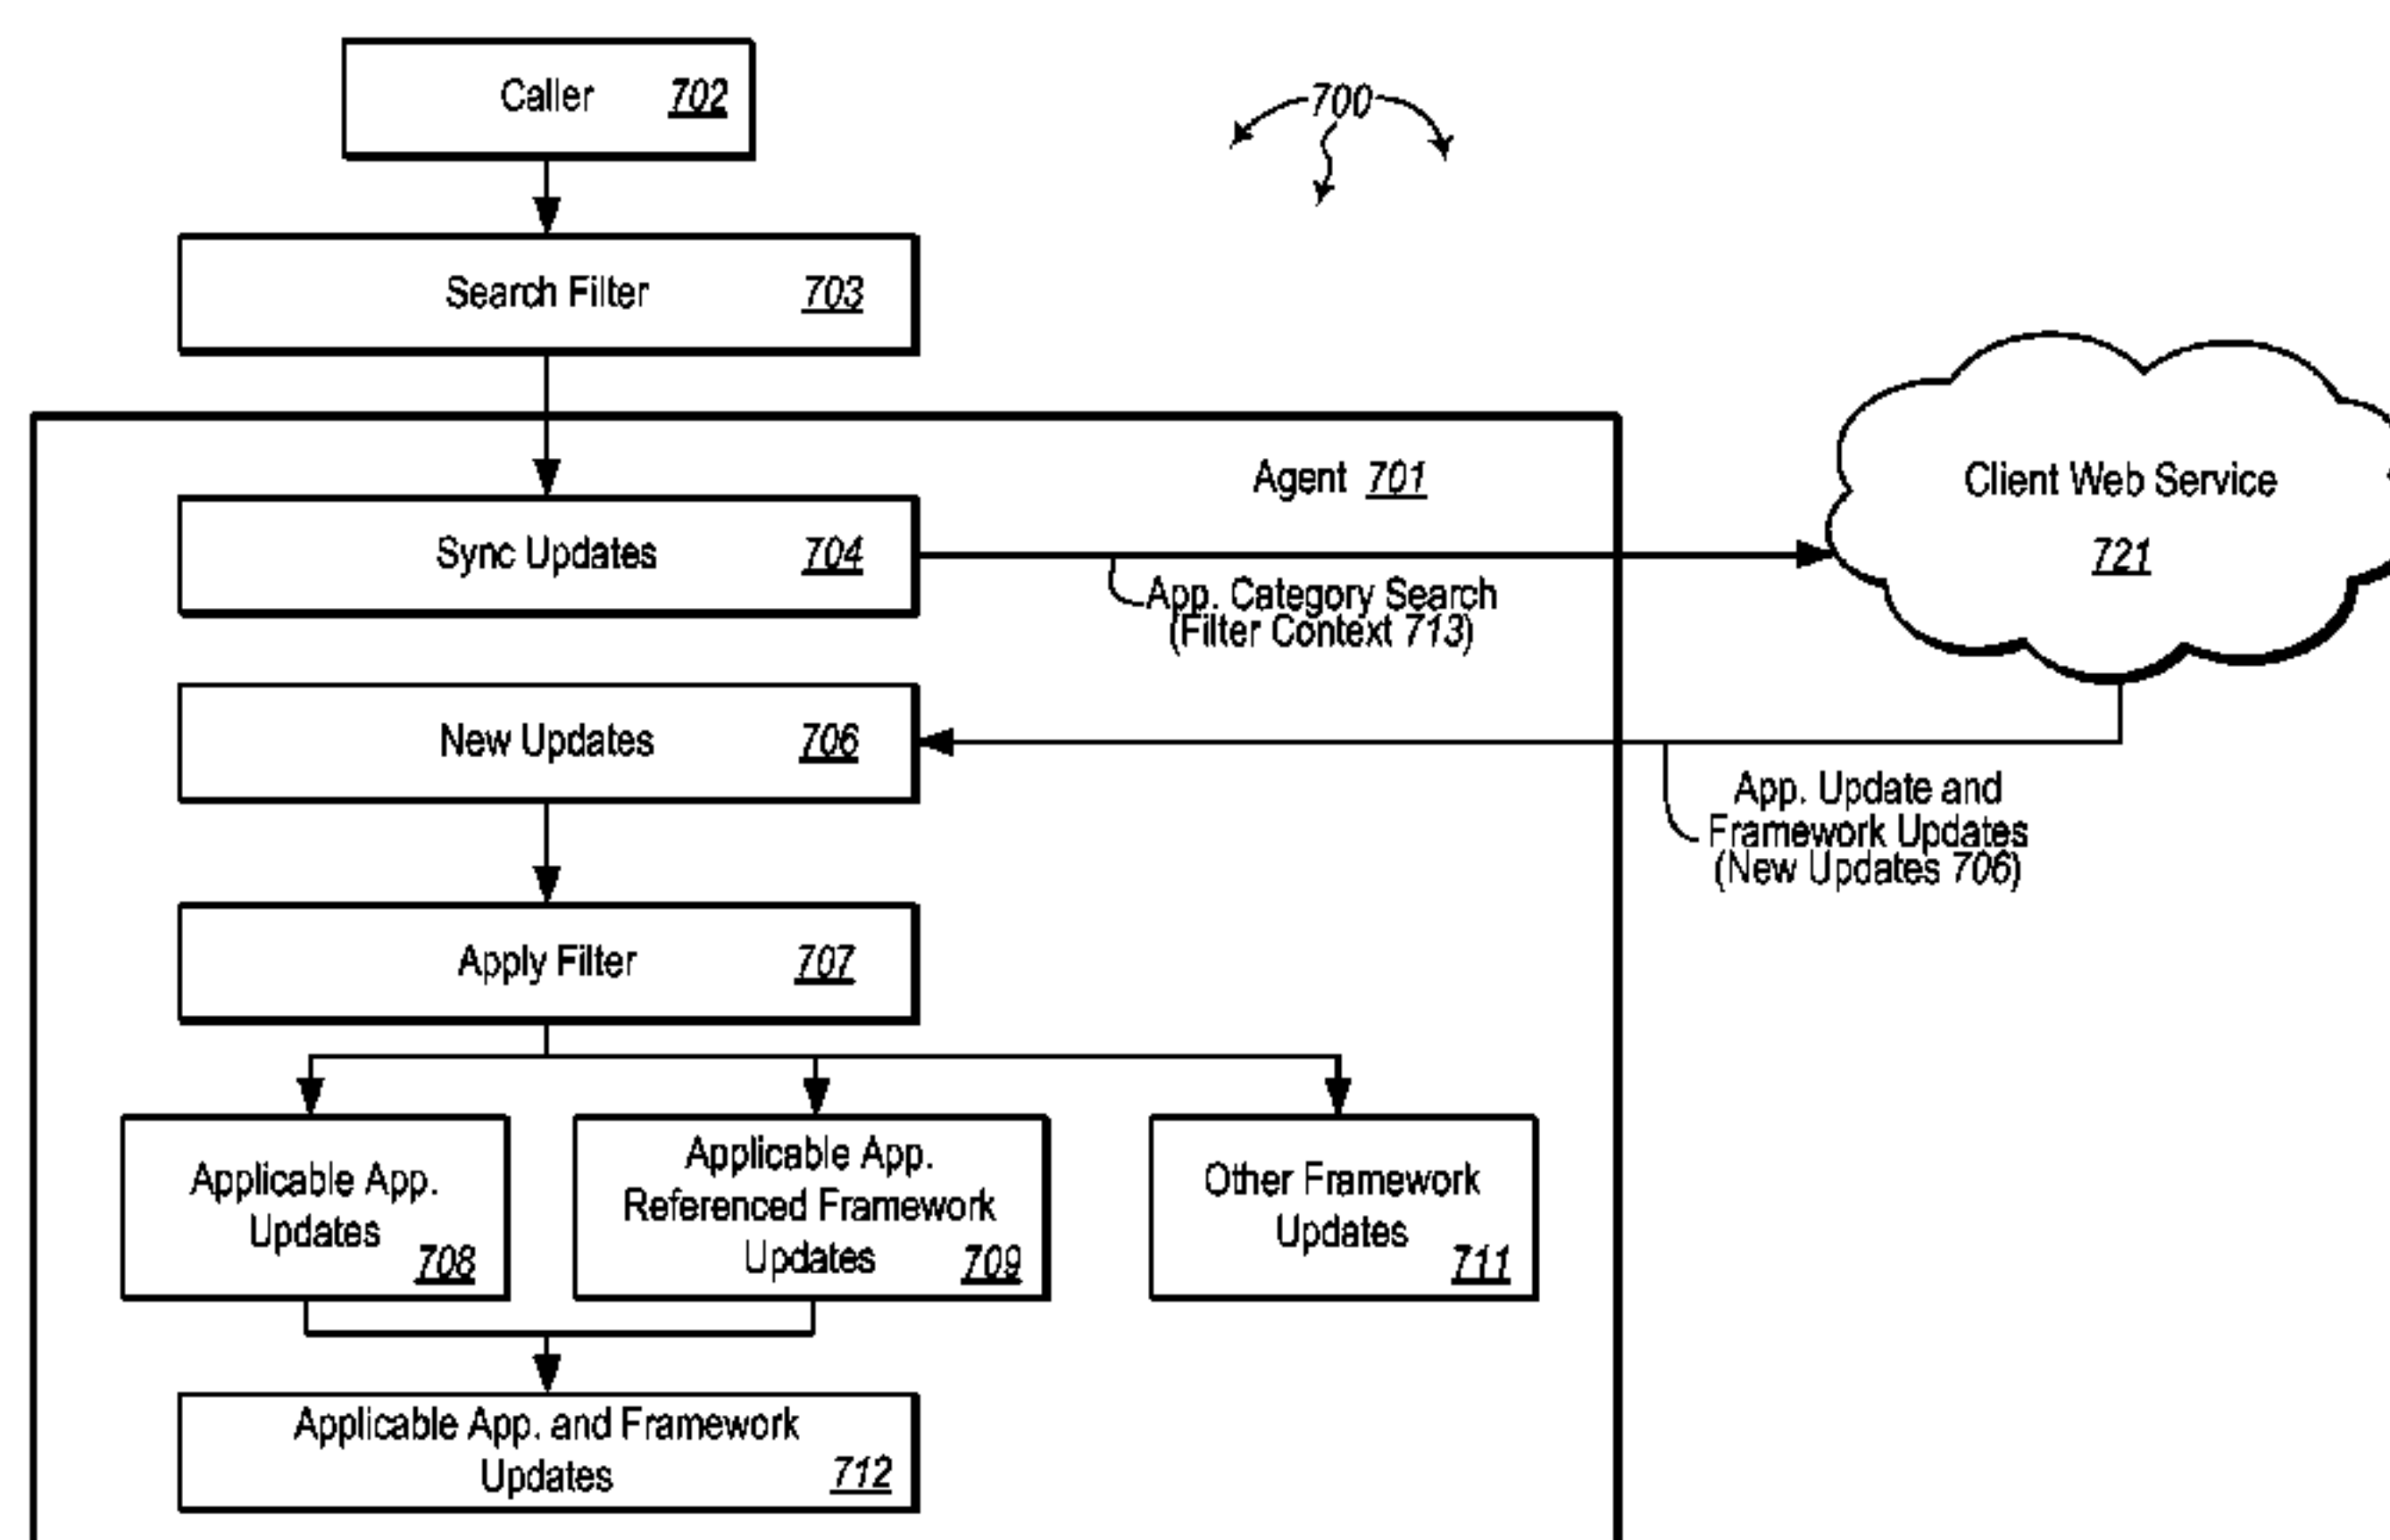 Caller 702
700
Search Filter 703
Agent 701
Client Web Service
721
Sync Updates 704
App. Category Search
(Filter Context 713)
New Updates 706
App. Update and
Framework Updates
(New Updates 706)
Apply Filter 707
Applicable App.
Updates
708
Applicable App.
Referenced Framework
Updates 709
Other Framework
Updates
711
Applicable App. and Framework
Updates 712